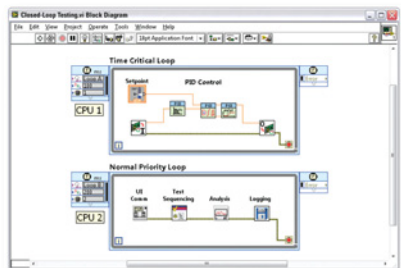 Closed-Loop Testing.vi Block Diagram
File Edit View Project Operate Tools Window Help
18pt Application Font
Time Critical Loop
Setpoint
PID Control
CPU 1
Normal Priority Loop
UI Comm
Test Sequencing
Analysis
Logging
CPU 2